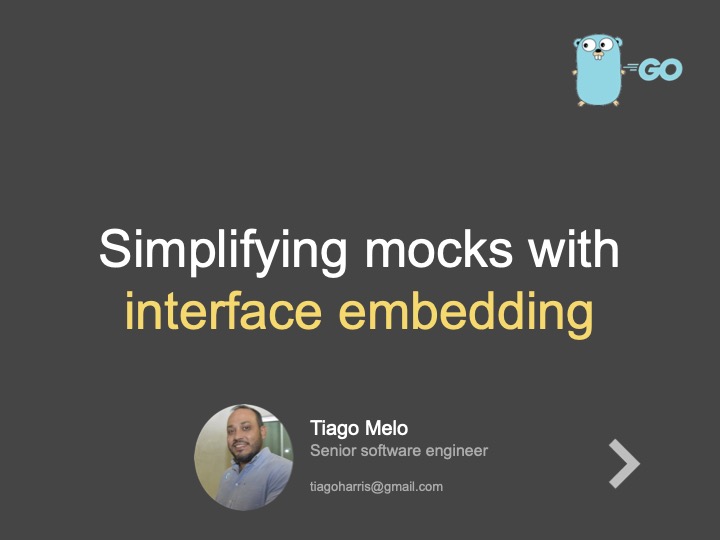 GO
Simplifying mocks with
interface embedding
Tiago Melo
Senior software engineer
tiagoharris@gmail.com